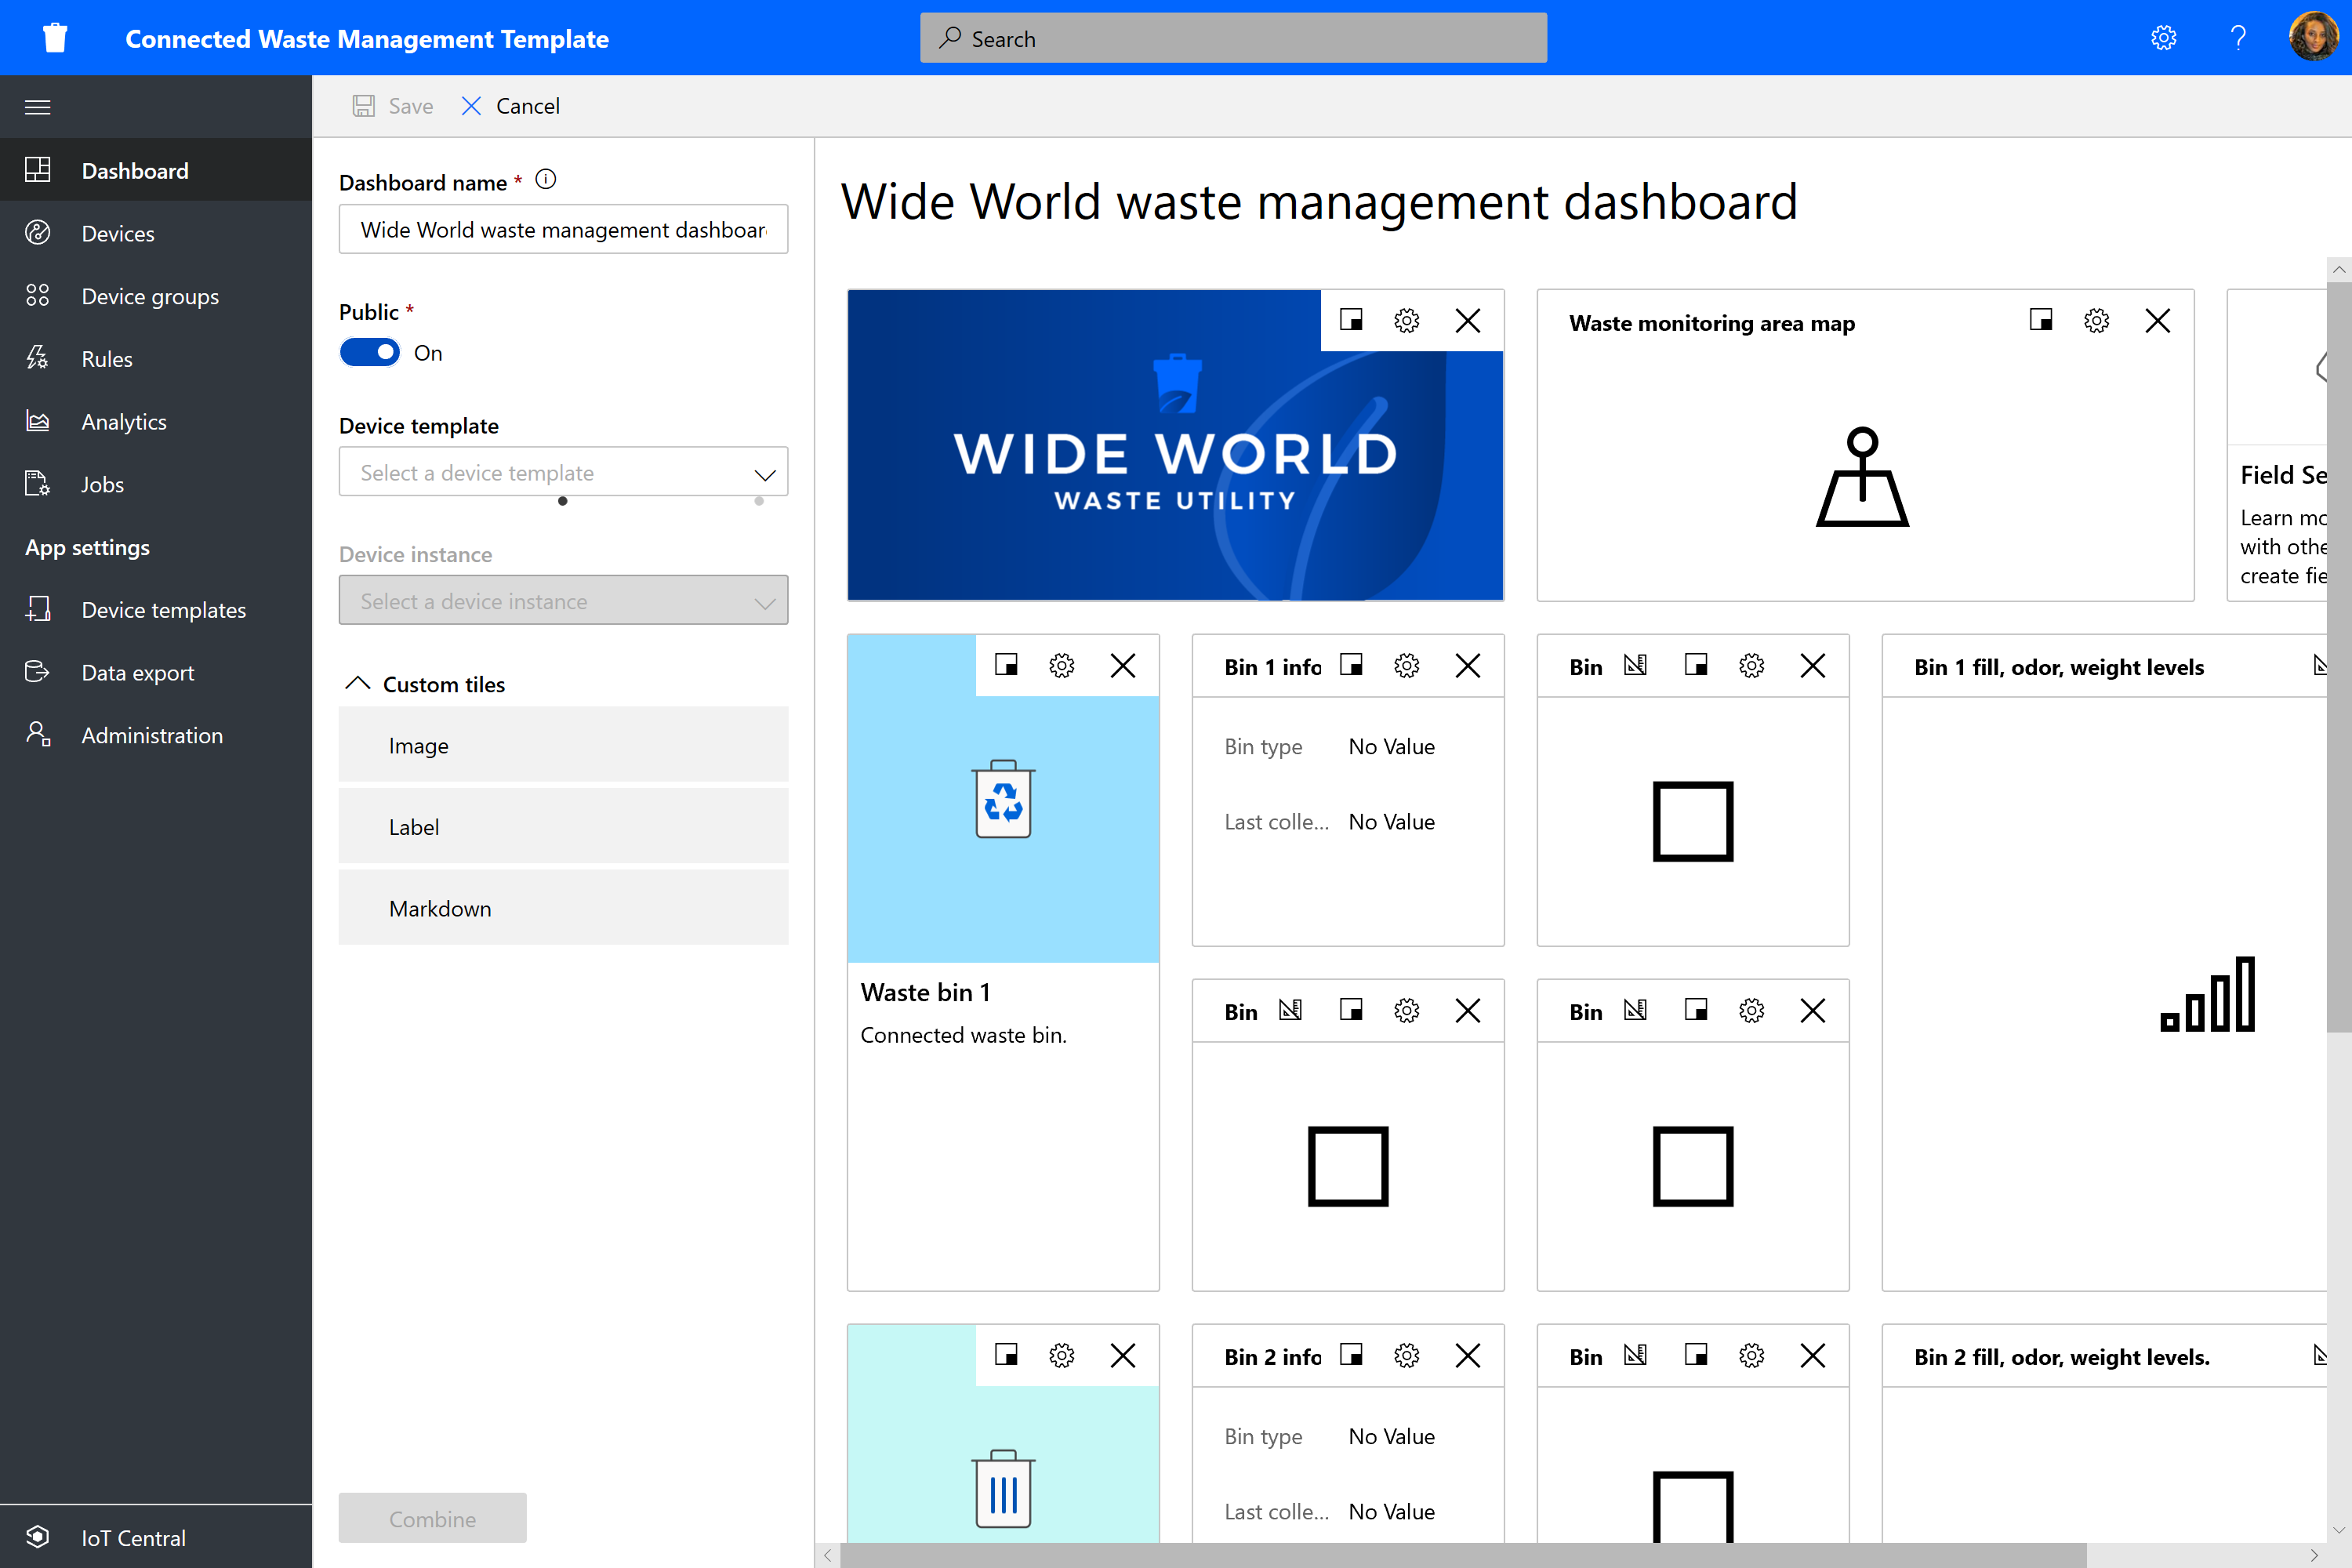 Connected Waste Management Template
Search
Save
Cancel
Dashboard
Devices
Device groups
Rules
Analytics
Jobs
App settings
Device templates
Data export
Administration
IoT Central
Dashboard name *
Wide World waste management dashboar
Public *
On
Device template
Select a device template
Device instance
Select a device instance
Custom tiles
Image
Label
Markdown
Combine
Wide World waste management dashboard
WIDE WORLD
WASTE UTILITY
Waste monitoring area map
Field Se
Learn mo
with othe
create fie
Waste bin 1
Connected waste bin.
Bin 1 info
Bin type No Value
Last colle... No Value
Bin
Bin 1 fill, odor, weight levels
Bin
Bin
Bin 2 info
Bin type No Value
Last colle... No Value
Bin
Bin 2 fill, odor, weight levels.